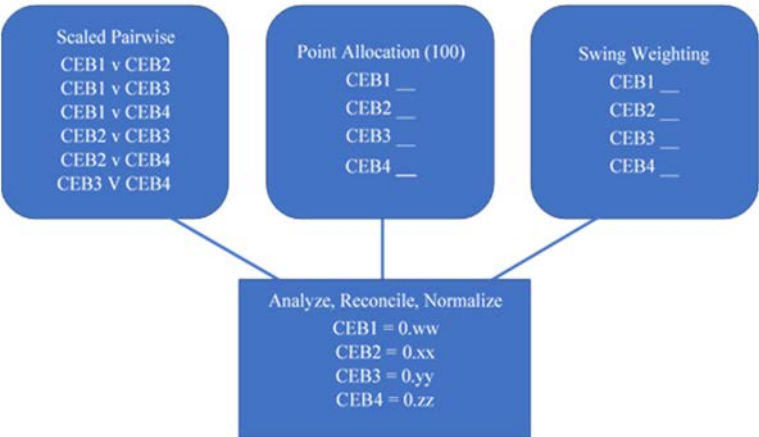 Scaled Pairwise
CEB1 v CEB2
CEB1 v CEB3
CEB1 v CEB4
CEB2 v CEB3
CEB2 v CEB4
CEB3 V CEB4
Point Allocation (100)
CEB1 __
CEB2 __
CEB3 __
CEB4 __
Swing Weighting
CEB1 __
CEB2 __
CEB3 __
CEB4 __
Analyze, Reconcile, Normalize
CEB1 = 0.ww
CEB2 = 0.xx
CEB3 = 0.yy
CEB4 = 0.zz